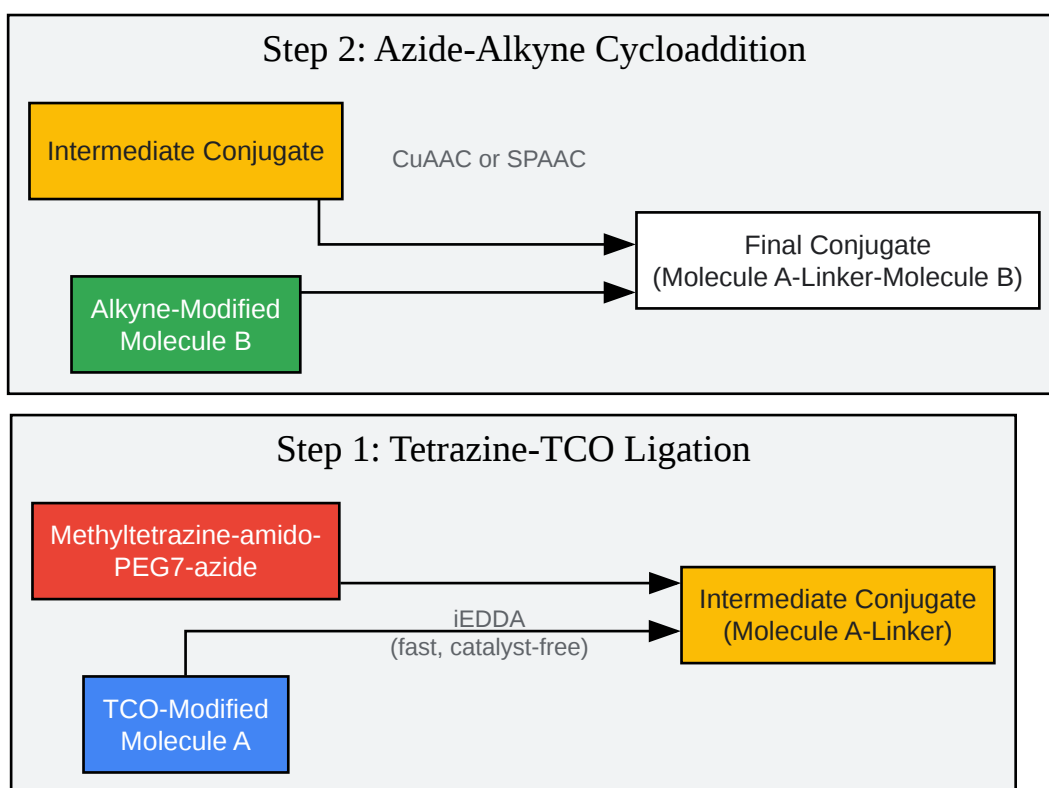 Step 2: Azide-Alkyne Cycloaddition
Intermediate Conjugate
CuAAC or SPAAC
Final Conjugate
(Molecule A-Linker-Molecule B)
Alkyne-Modified
Molecule B
Step 1: Tetrazine-TCO Ligation
Methyltetrazine-amido-
PEG7-azide
Intermediate Conjugate
(Molecule A-Linker)
iEDDA
(fast, catalyst-free)
TCO-Modified
Molecule A